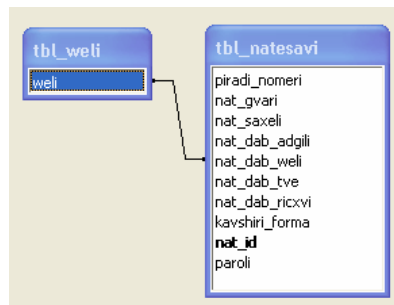 tbl_weli
weli
tbl_natesavi
piradi_nomeri
nat_gvari
nat_saxeli
nat_dab_adgili
nat_dab_weli
nat_dab_tve
nat_dab_ricxvi
kavshiri_forma
nat_id
paroli